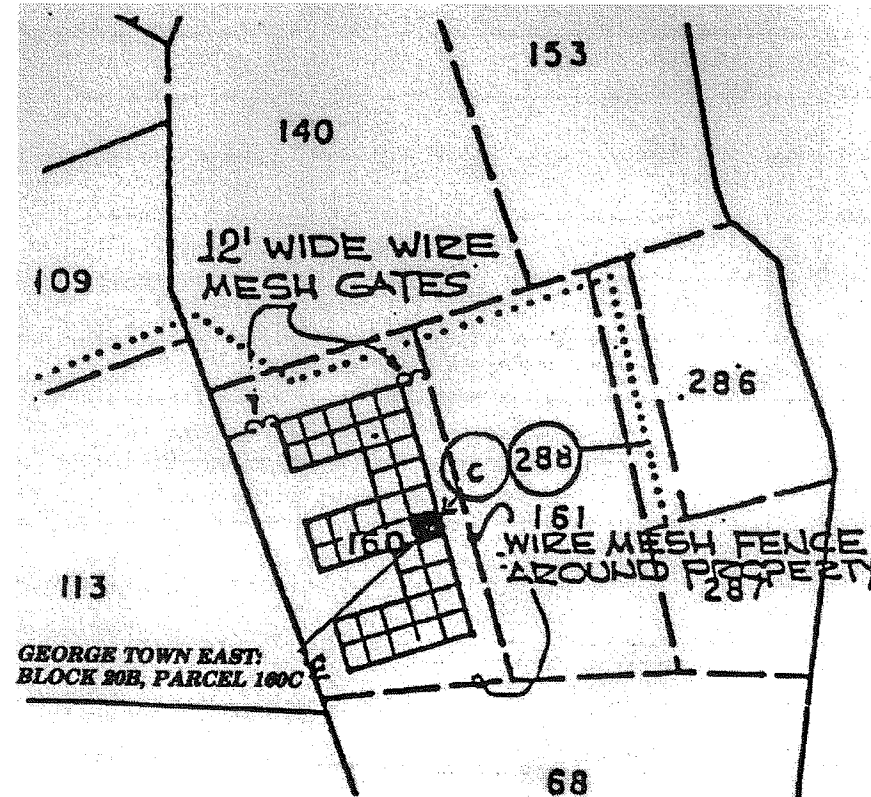 153
140
12' WIDE WIRE
MESH GATES
109
286
C
288
161
160
WIRE MESH FENCE
AROUND PROPERTY
287
113
GEORGE TOWN EAST:
BLOCK 20B, PARCEL 160C
68